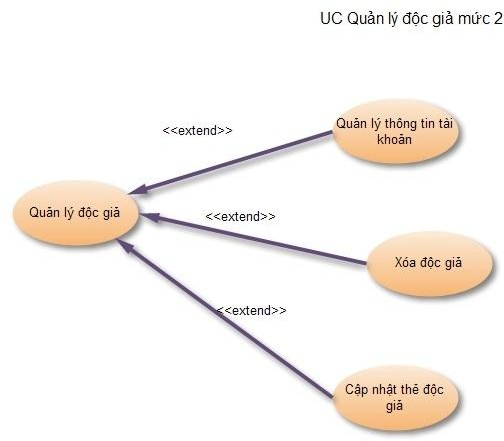 UC Quản lý độc giả mức 2
Quản lý thông tin tài
khoản
<<extend>>
Quản lý độc giả
<<extend>>
Xóa độc giả
<<extend>>
Cập nhật thẻ độc
giả